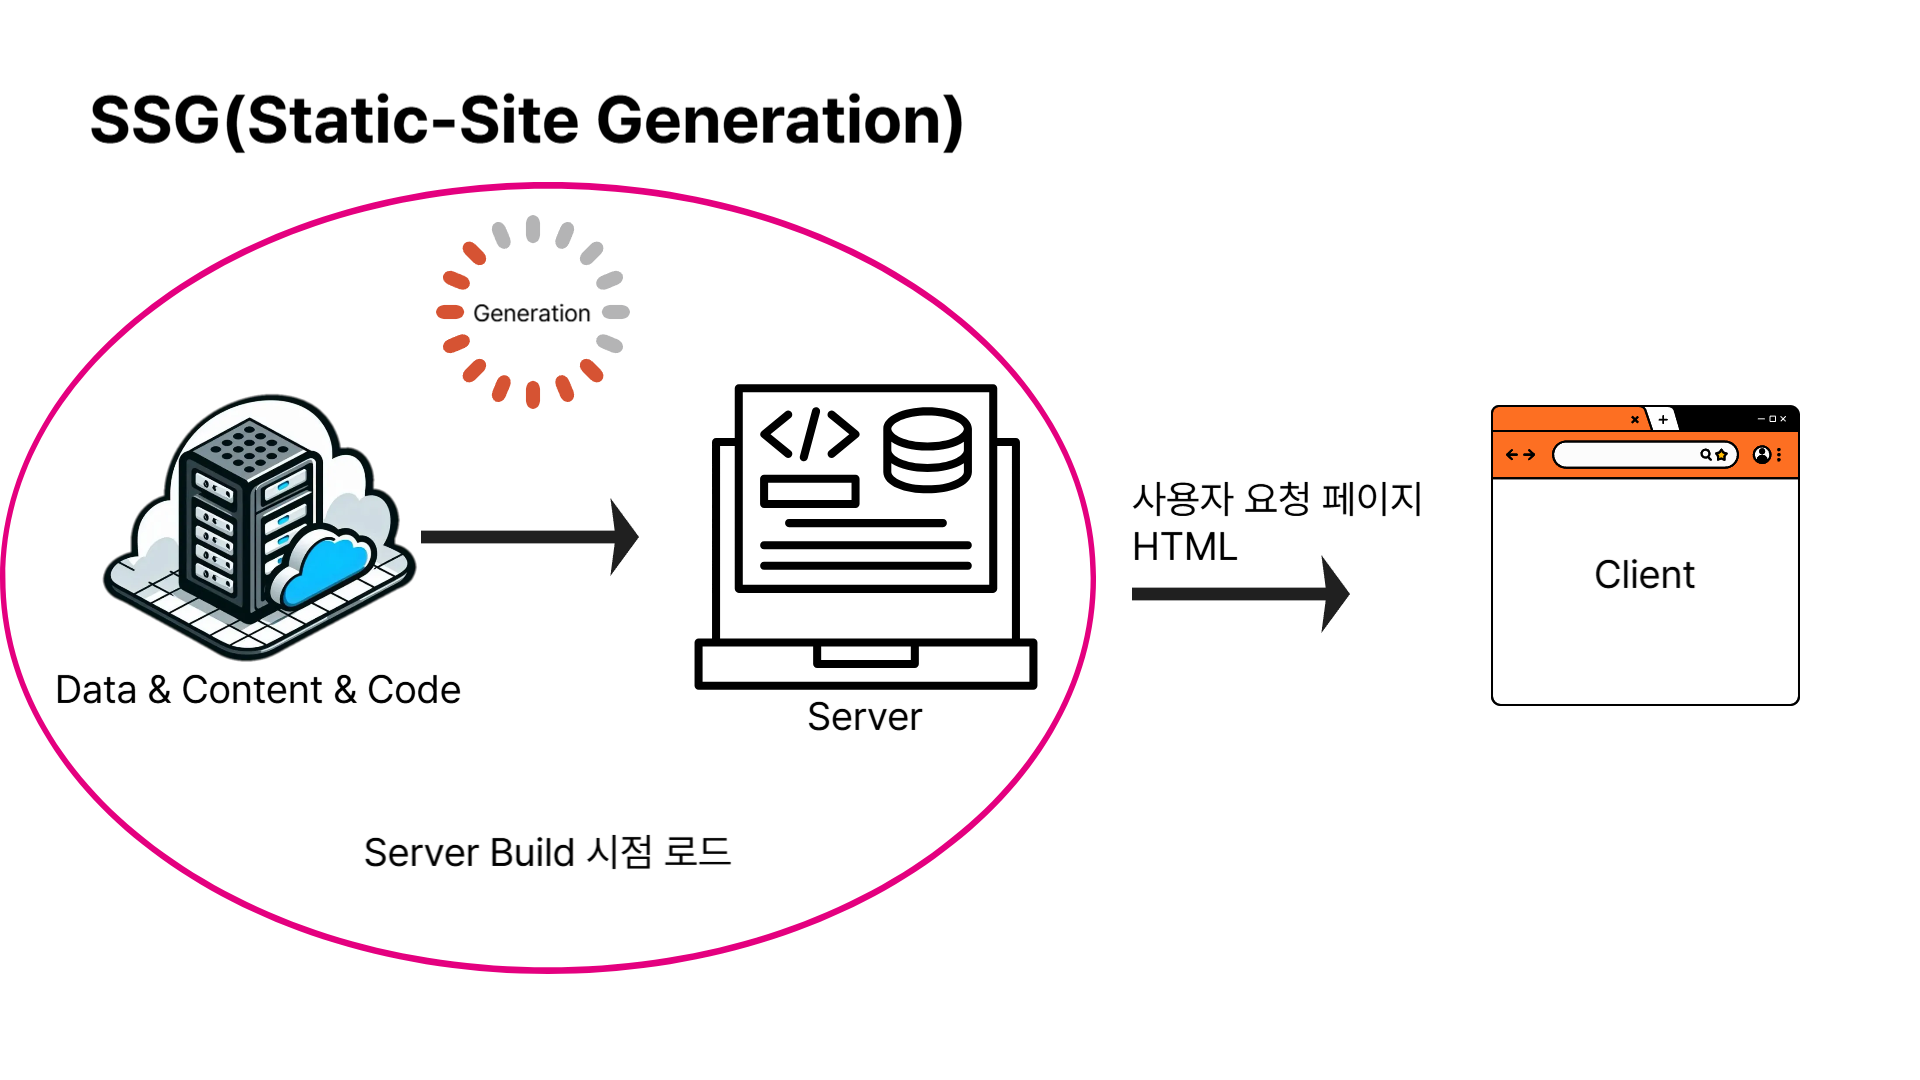 SSG(Static-Site Generation)
Generation
Data & Content & Code
Server
Server Build 시점 로드
사용자 요청 페이지
HTML
Client